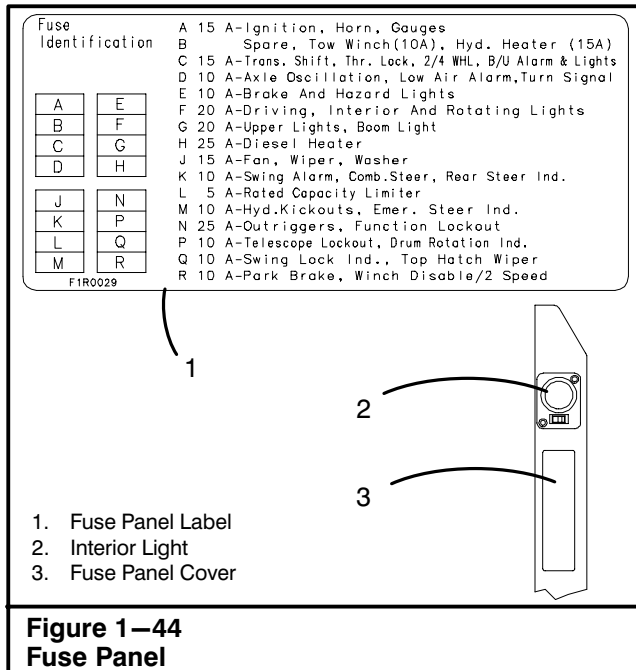 Fuse
Identification
A 15 A-Ignition, Horn, Gauges
B Spare, Tow Winch(10A), Hyd. Heater (15A)
C 15 A-Trans, Shift, Thr. Lock, 2/4 WHL, B/U Alarm & Lights
D 10 A-Axle Oscillation, Low Air Alarm,Turn Signal
E 10 A-Brake And Hazard Lights
F 20 A-Driving, Interior And Rotating Lights
G 20 A-Upper Lights, Boom Light
H 25 A-Diesel Heater
J 15 A-Fan, Wiper, Washer
K 10 A-Swing Alarm, Comb.Steer, Rear Steer Ind.
L 5 A-Rated Capacity Limiter
M 10 A-Hyd.Kickouts, Emer. Steer Ind.
N 25 A-Outriggers, Function Lockout
P 10 A-Telescope Lockout, Drum Rotation Ind.
Q 10 A-Swing Lock Ind., Top Hatch Wiper
R 10 A-Park Brake, Winch Disable/2 Speed
A E
B F
C G
D H
J N
K P
L Q
M R
F1R0029
1
2
3
1. Fuse Panel Label
2. Interior Light
3. Fuse Panel Cover
Figure 1—44
Fuse Panel